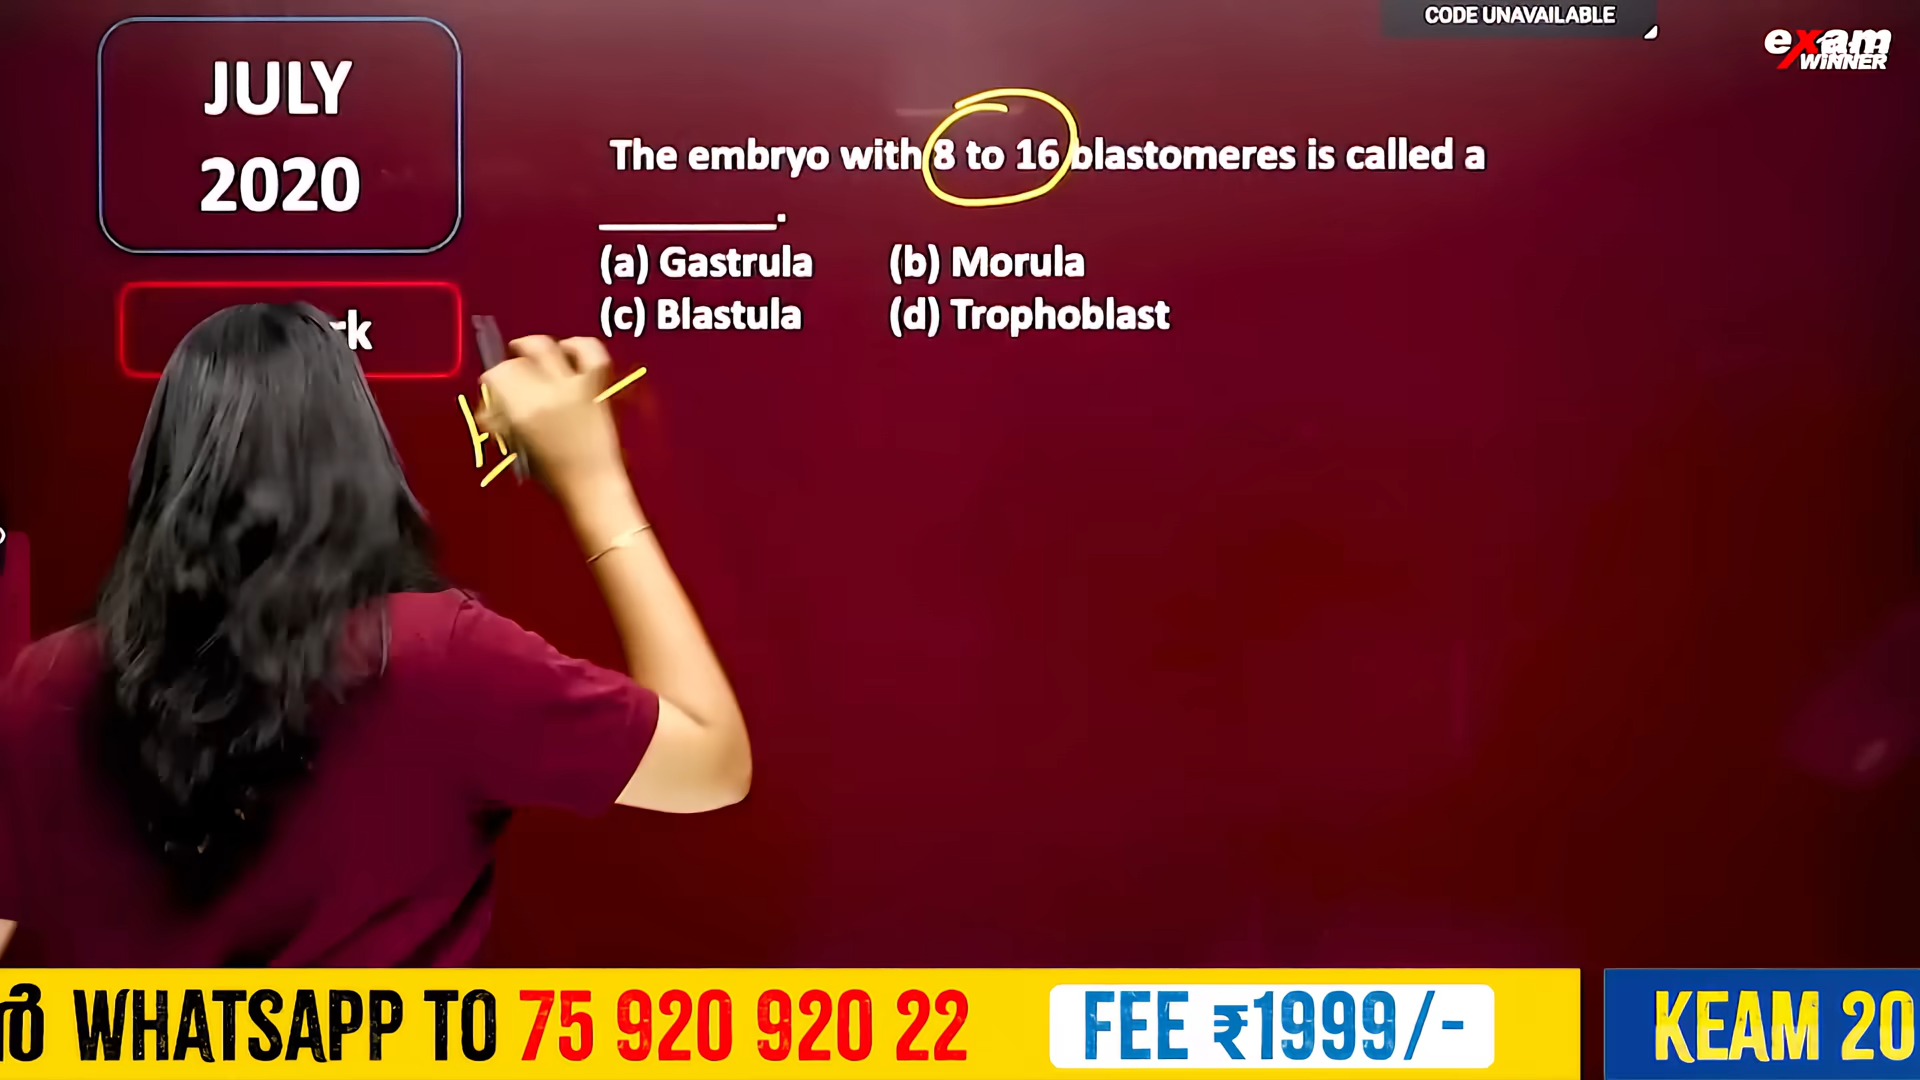 CODE UNAVAILABLE
exam
WINNER
JULY
2020
The embryo with 8 to 16 blastomeres is called a
__________.
(a) Gastrula (b) Morula
(c) Blastula (d) Trophoblast
WHATSAPP TO 75 920 920 22 FEE ₹1999/- KEAM 20